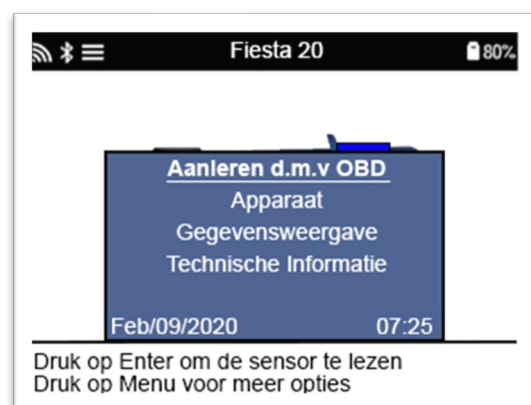 Fiesta 20 80%
Aanleren d.m.v OBD
Apparaat
Gegevensweergave
Technische Informatie
Feb/09/2020 07:25
Druk op Enter om de sensor te lezen
Druk op Menu voor meer opties